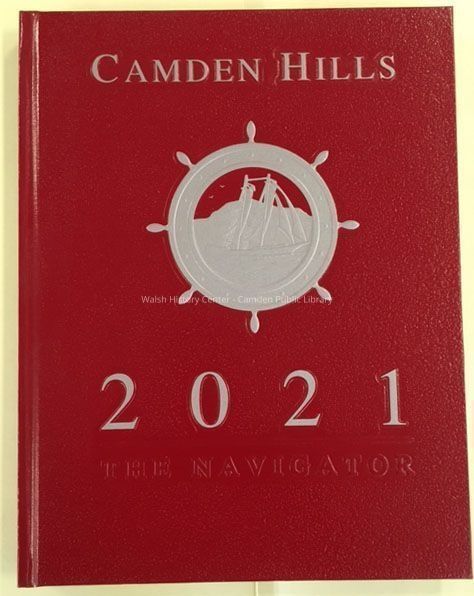 CAMDEN HILLS
Walsh History Center - Camden Public Library
2021
THE NAVIGATOR